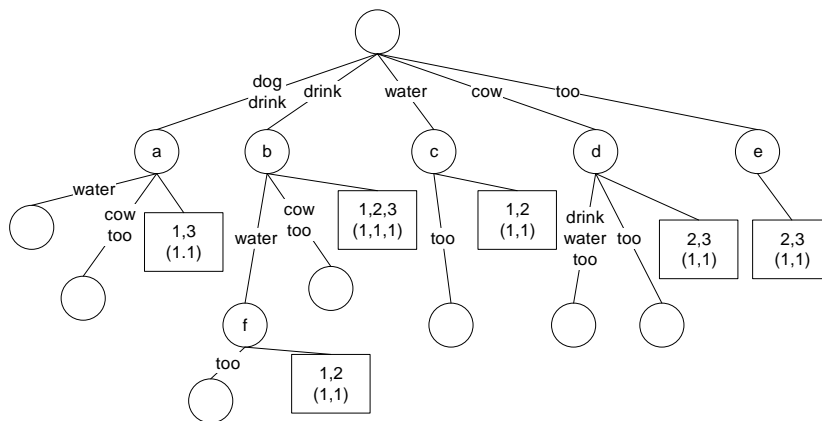 dog
drink
drink
water
cow
too
a
b
c
d
e
water
cow
too
1,3
(1.1)
water
cow
too
1,2,3
(1,1,1)
too
1,2
(1,1)
drink
water
too
too
2,3
(1,1)
2,3
(1,1)
f
too
1,2
(1,1)